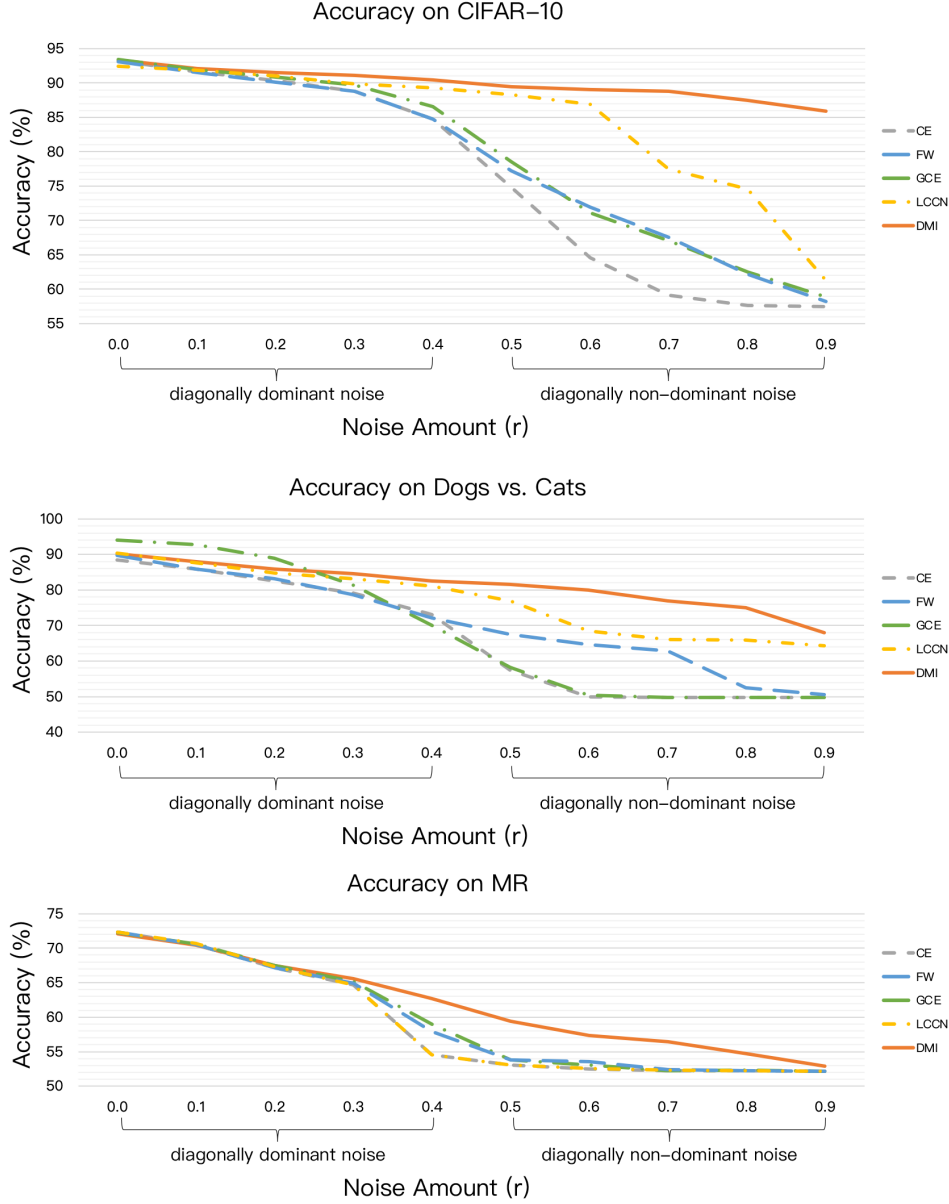 Accuracy on CIFAR–10
Accuracy (%)
95
90
85
80
75
70
65
60
55
0.0 0.1 0.2 0.3 0.4 0.5 0.6 0.7 0.8 0.9
diagonally dominant noise diagonally non–dominant noise
Noise Amount (r)
CE
FW
GCE
LCCN
DMI
Accuracy on Dogs vs. Cats
Accuracy (%)
100
90
80
70
60
50
40
0.0 0.1 0.2 0.3 0.4 0.5 0.6 0.7 0.8 0.9
diagonally dominant noise diagonally non–dominant noise
Noise Amount (r)
CE
FW
GCE
LCCN
DMI
Accuracy on MR
Accuracy (%)
75
70
65
60
55
50
0.0 0.1 0.2 0.3 0.4 0.5 0.6 0.7 0.8 0.9
diagonally dominant noise diagonally non–dominant noise
Noise Amount (r)
CE
FW
GCE
LCCN
DMI